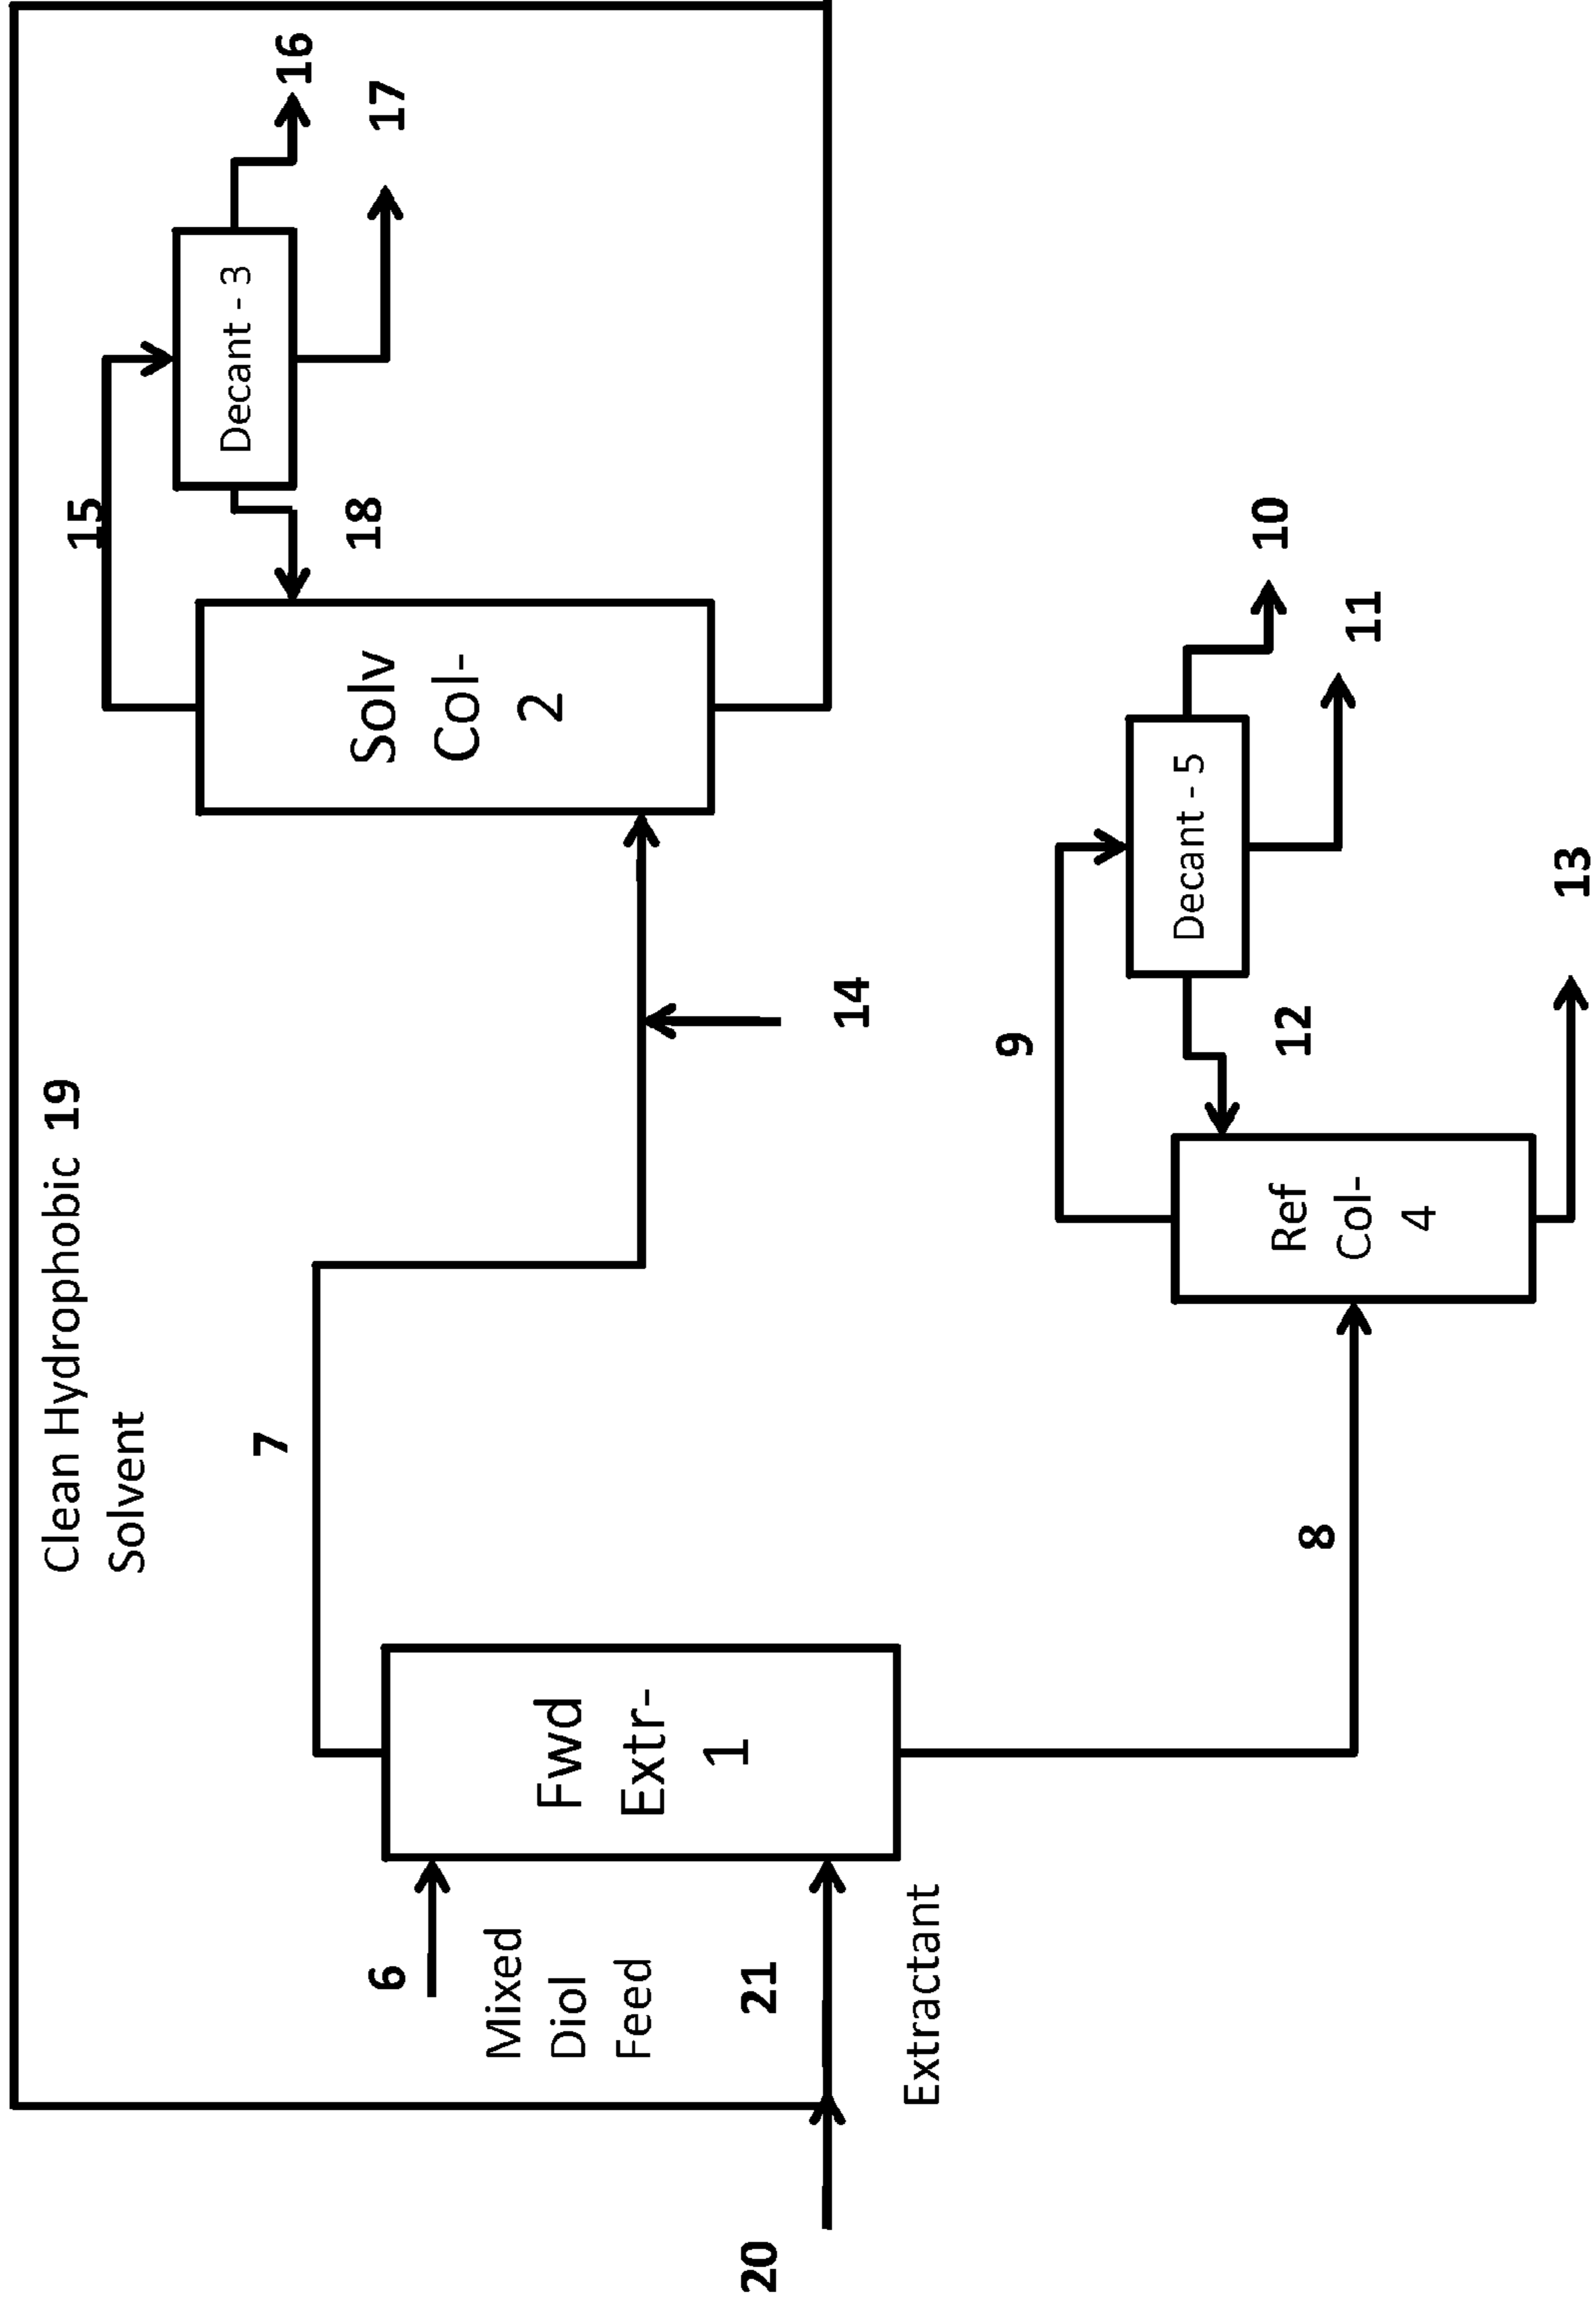 Clean Hydrophobic 19
Solvent
15
16
Decant - 3
17
18
Solv
Col-
2
7
14
6
Mixed
Diol
Feed
Fwd
Extr-
1
20
21
Extractant
8
9
Decant - 5
10
11
12
Ref
Col-
4
13